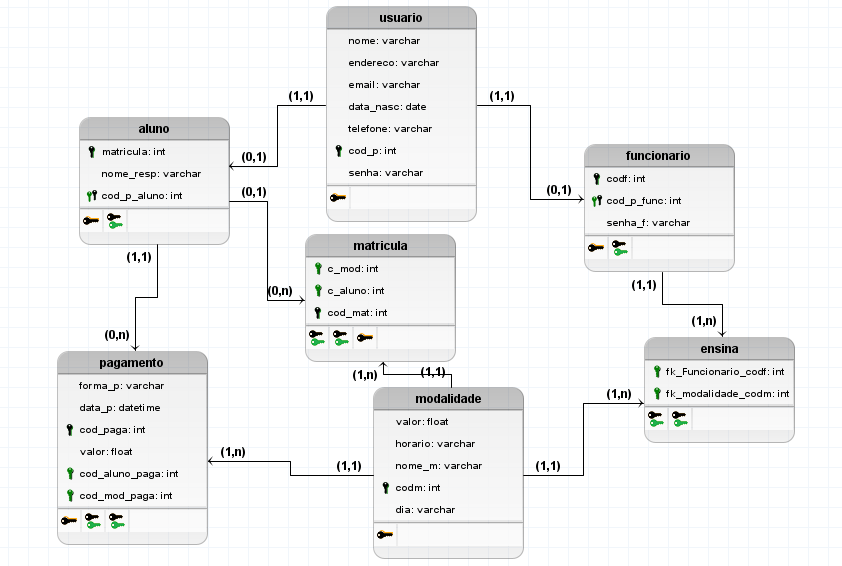 usuario
nome: varchar
endereco: varchar
email: varchar
data_nasc: date
telefone: varchar
cod_p: int
senha: varchar
(1,1)
(1,1)
aluno
matricula: int
nome_resp: varchar
cod_p_aluno: int
(0,1)
(0,1)
funcionario
codf: int
cod_p_func: int
senha_f: varchar
(0,1)
matricula
c_mod: int
c_aluno: int
cod_mat: int
(0,n)
(1,1)
(0,n)
(1,1)
(1,n)
ensina
fk_Funcionario_codf: int
fk_modalidade_codm: int
pagamento
forma_p: varchar
data_p: datetime
cod_paga: int
valor: float
cod_aluno_paga: int
cod_mod_paga: int
(1,n)
(1,1)
modalidade
valor: float
horario: varchar
nome_m: varchar
codm: int
dia: varchar
(1,n)
(1,n)
(1,1)
(1,1)